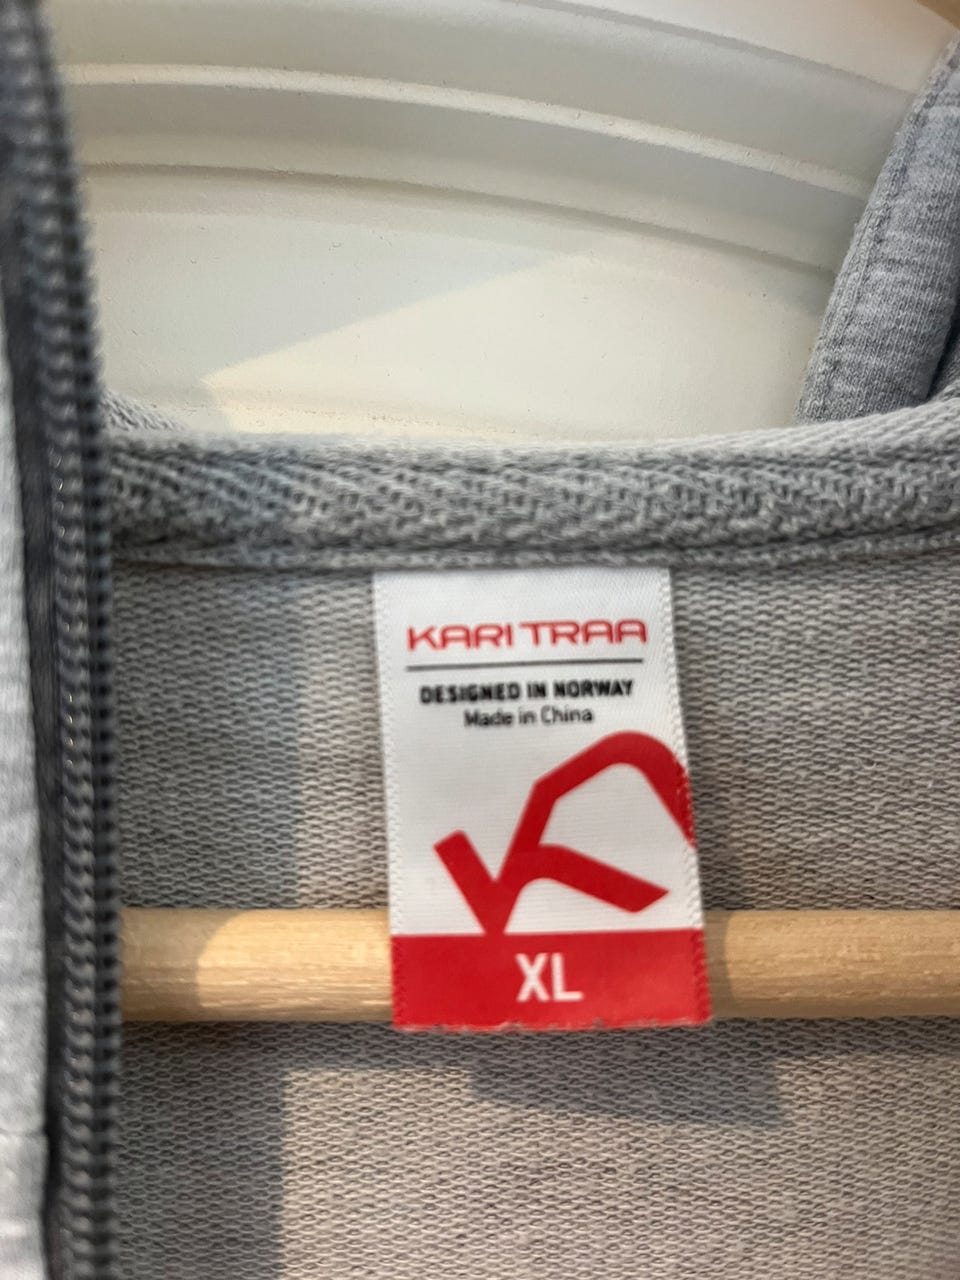 KARI TRAA
DESIGNED IN NORWAY
Made in China
XL